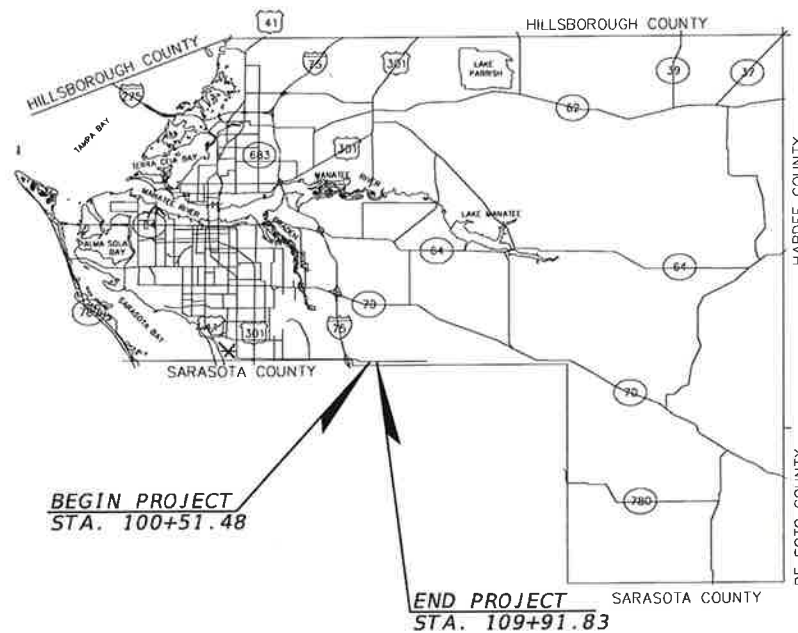 HILLSBOROUGH COUNTY
41
HILLSBOROUGH COUNTY
75
301
LAKE
PARRISH
39
37
275
62
TAMPA BAY
301
683
TERRA CEIA BAY
MANATEE
RIVER
HARDEE COUNTY
MANATEE RIVER
LAKE MANATEE
64
PALMA SOLA
BAY
64
64
SARASOTA BAY
70
301
75
SARASOTA COUNTY
70
BEGIN PROJECT
STA. 100+51.48
780
DE SOTO COUNTY
END PROJECT
STA. 109+91.83
SARASOTA COUNTY